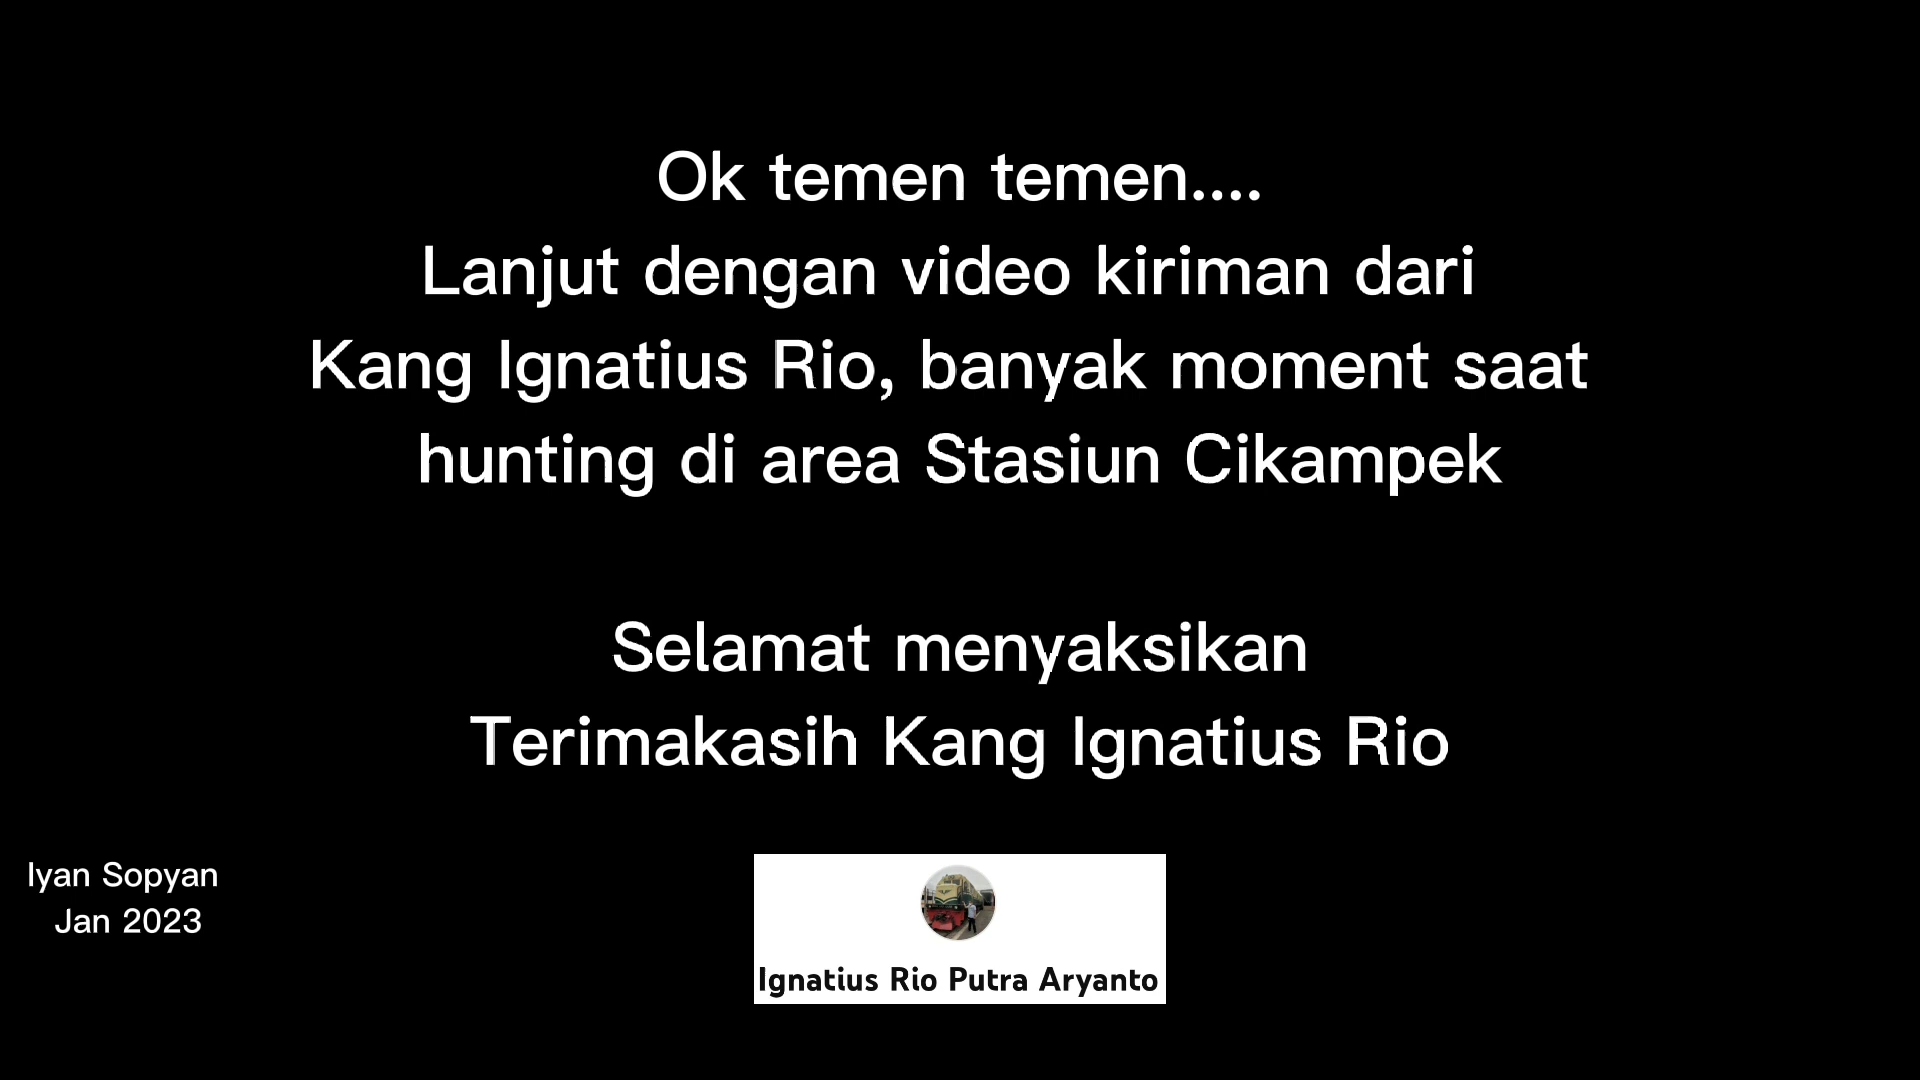 Ok temen temen....
Lanjut dengan video kiriman dari
Kang Ignatius Rio, banyak moment saat
hunting di area Stasiun Cikampek
Selamat menyaksikan
Terimakasih Kang Ignatius Rio
Iyan Sopyan
Jan 2023
Ignatius Rio Putra Aryanto